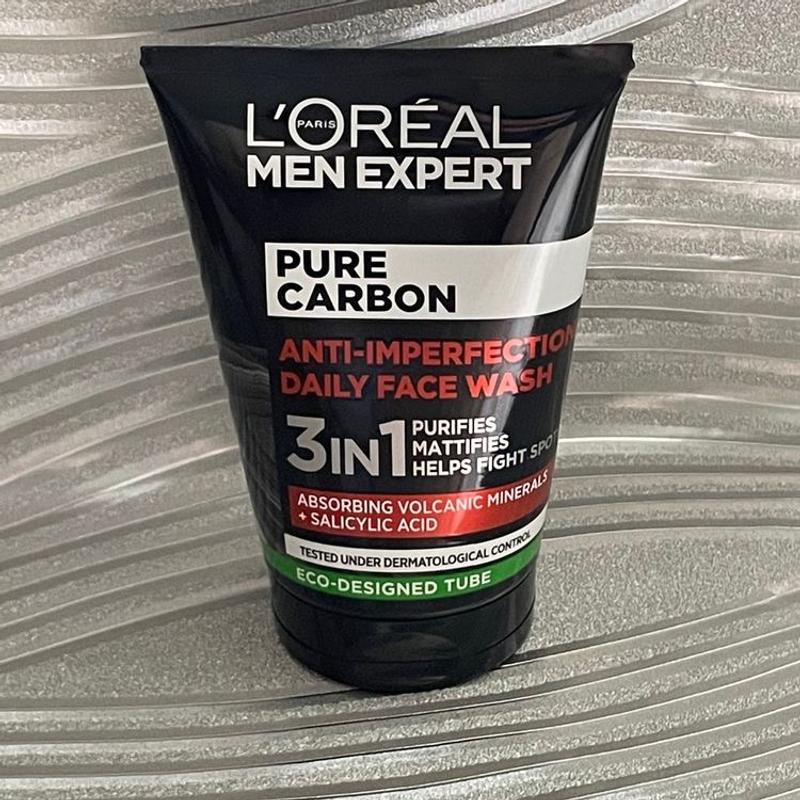 L'ORÉAL
PARIS
MEN EXPERT
PURE
CARBON
ANTI-IMPERFECTION
DAILY FACE WASH
3IN1
PURIFIES
MATTIFIES
HELPS FIGHT SPOT
ABSORBING VOLCANIC MINERALS
+ SALICYLIC ACID
TESTED UNDER DERMATOLOGICAL CONTROL
ECO-DESIGNED TUBE